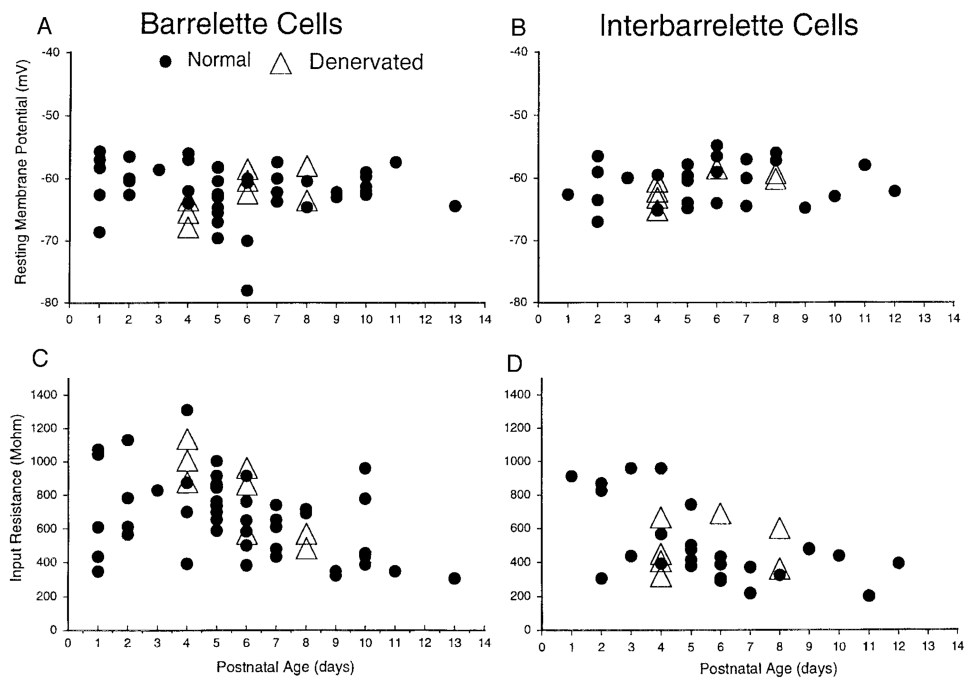 A Barrelette Cells
B Interbarrelette Cells
Normal Denervated
Resting Membrane Potential (mV)
-40
-50
-60
-70
-80
0 1 2 3 4 5 6 7 8 9 10 11 12 13 14
-40
-50
-60
-70
-80
0 1 2 3 4 5 6 7 8 9 10 11 12 13 14
C
D
Input Resistance (Mohm)
1400
1200
1000
800
600
400
200
0
0 1 2 3 4 5 6 7 8 9 10 11 12 13 14
Postnatal Age (days)
1400
1200
1000
800
600
400
200
0
0 1 2 3 4 5 6 7 8 9 10 11 12 13 14
Postnatal Age (days)